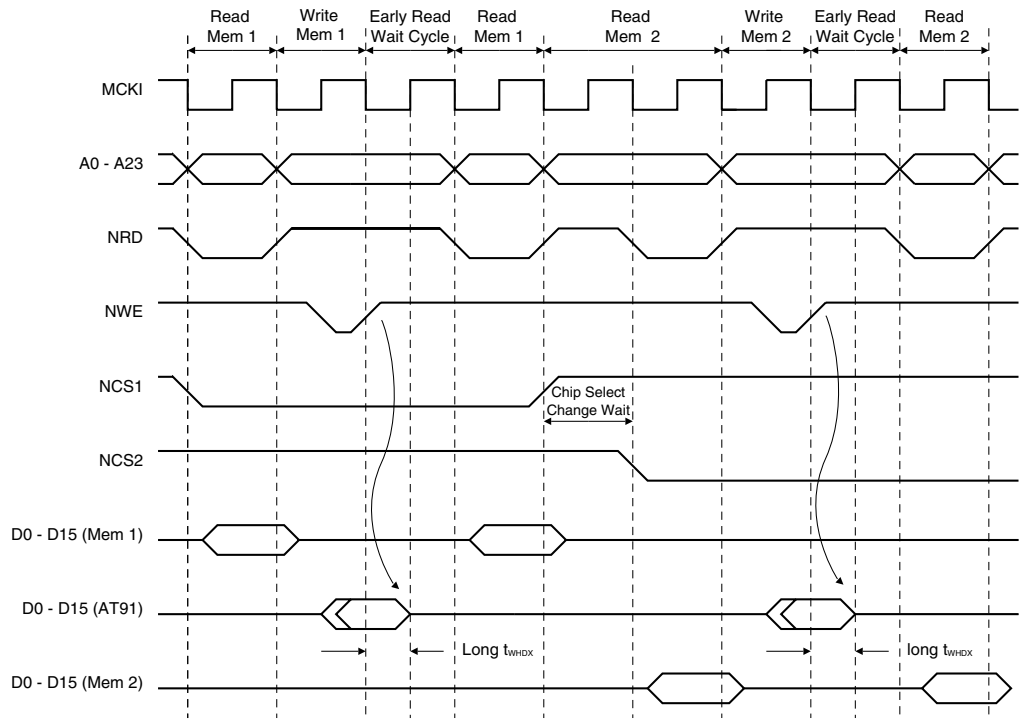 Read Mem 1
Write Mem 1
Early Read Wait Cycle
Read Mem 1
Read Mem 2
Write Mem 2
Early Read Wait Cycle
Read Mem 2
MCKI
A0 - A23
NRD
NWE
NCS1
Chip Select
Change Wait
NCS2
D0 - D15 (Mem 1)
D0 - D15 (AT91)
Long tWHDX
long tWHDX
D0 - D15 (Mem 2)